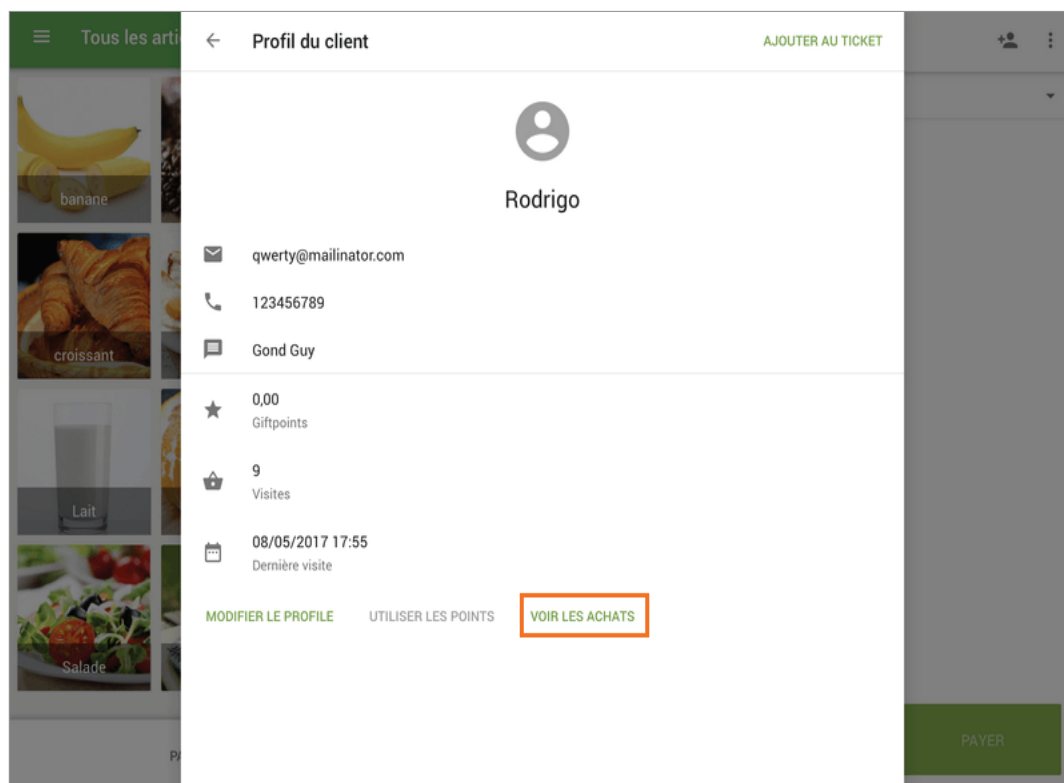 Tous les arti
Profil du client
AJOUTER AU TICKET
Rodrigo
qwerty@mailinator.com
123456789
Gond Guy
0,00
Giftpoints
9
Visites
08/05/2017 17:55
Dernière visite
MODIFIER LE PROFILE
UTILISER LES POINTS
VOIR LES ACHATS
banane
croissant
Lait
Salade
PAYER